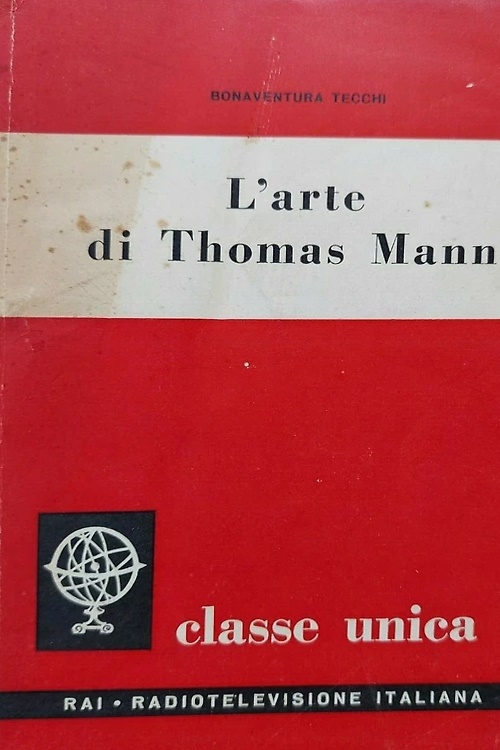 BONAVENTURA TECCHI
L'arte
di Thomas Mann
classe unica
RAI • RADIOTELEVISIONE ITALIANA